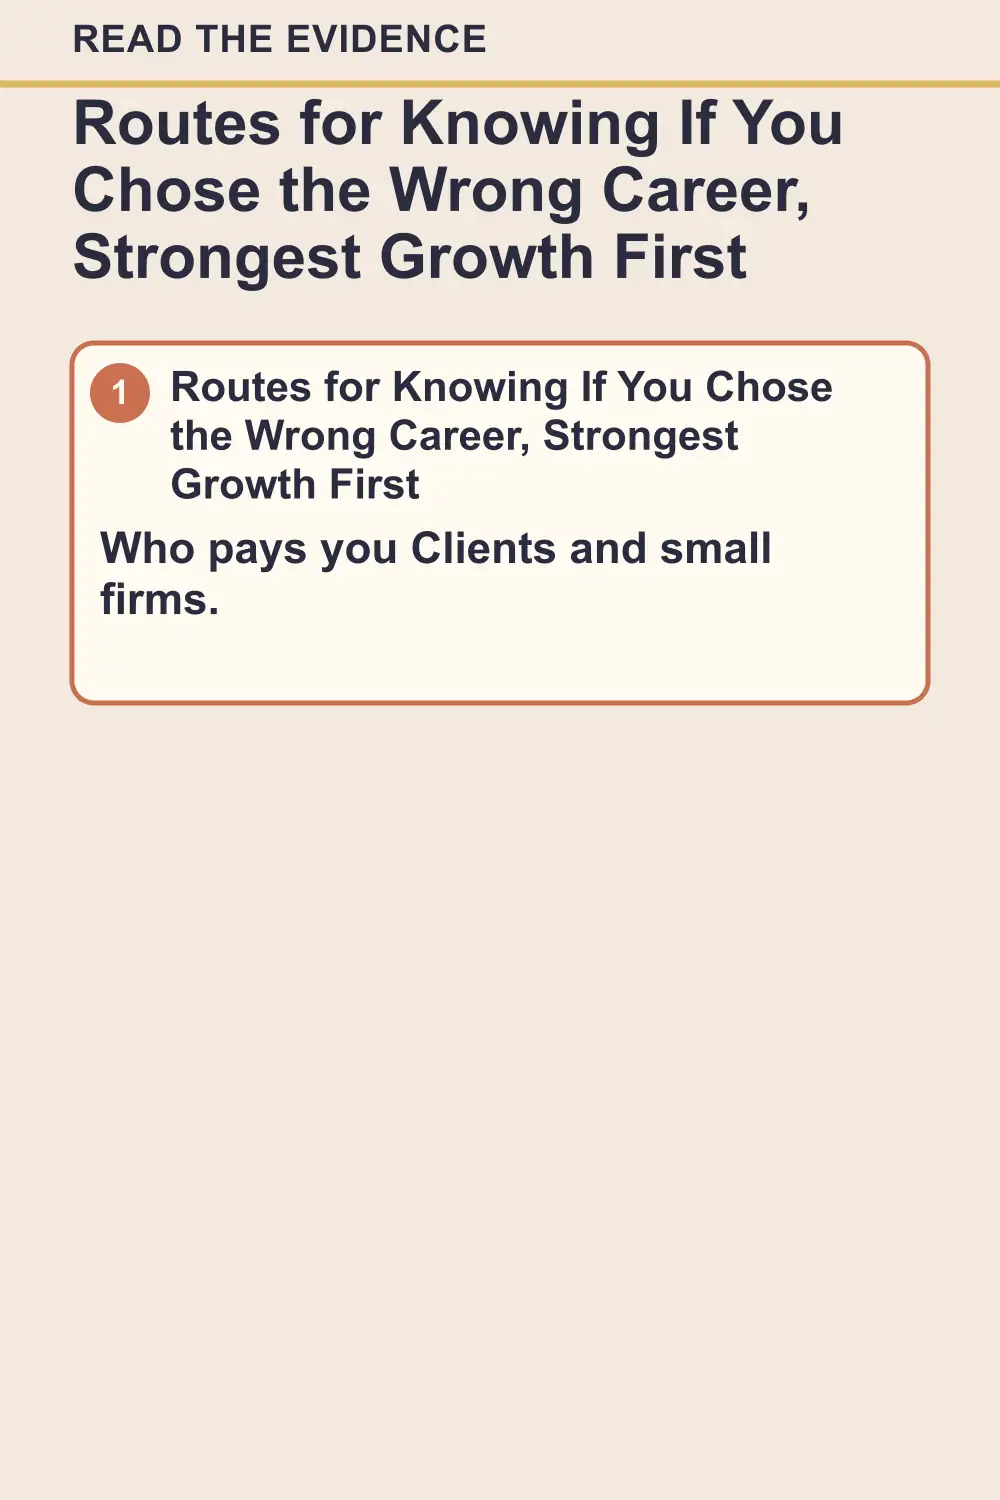 READ THE EVIDENCE
Routes for Knowing If You
Chose the Wrong Career,
Strongest Growth First
1
Routes for Knowing If You Chose
the Wrong Career, Strongest
Growth First
Who pays you Clients and small
firms.